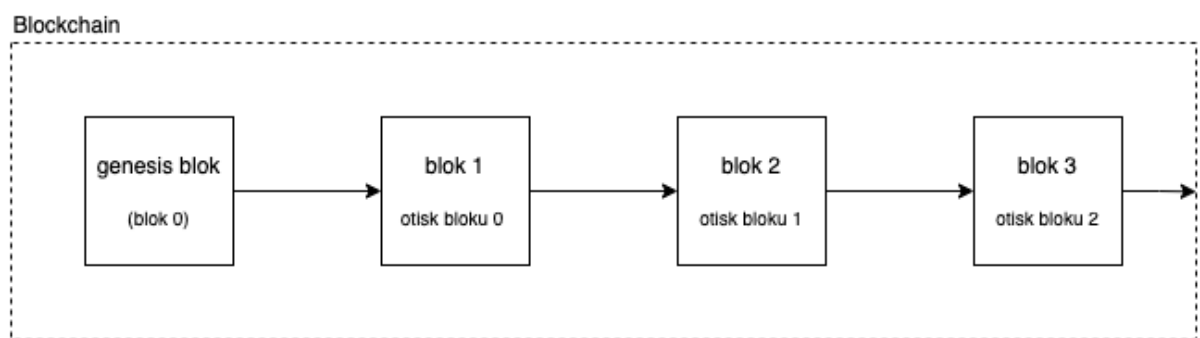 Blockchain
genesis blok
(blok 0)
blok 1
otisk bloku 0
blok 2
otisk bloku 1
blok 3
otisk bloku 2